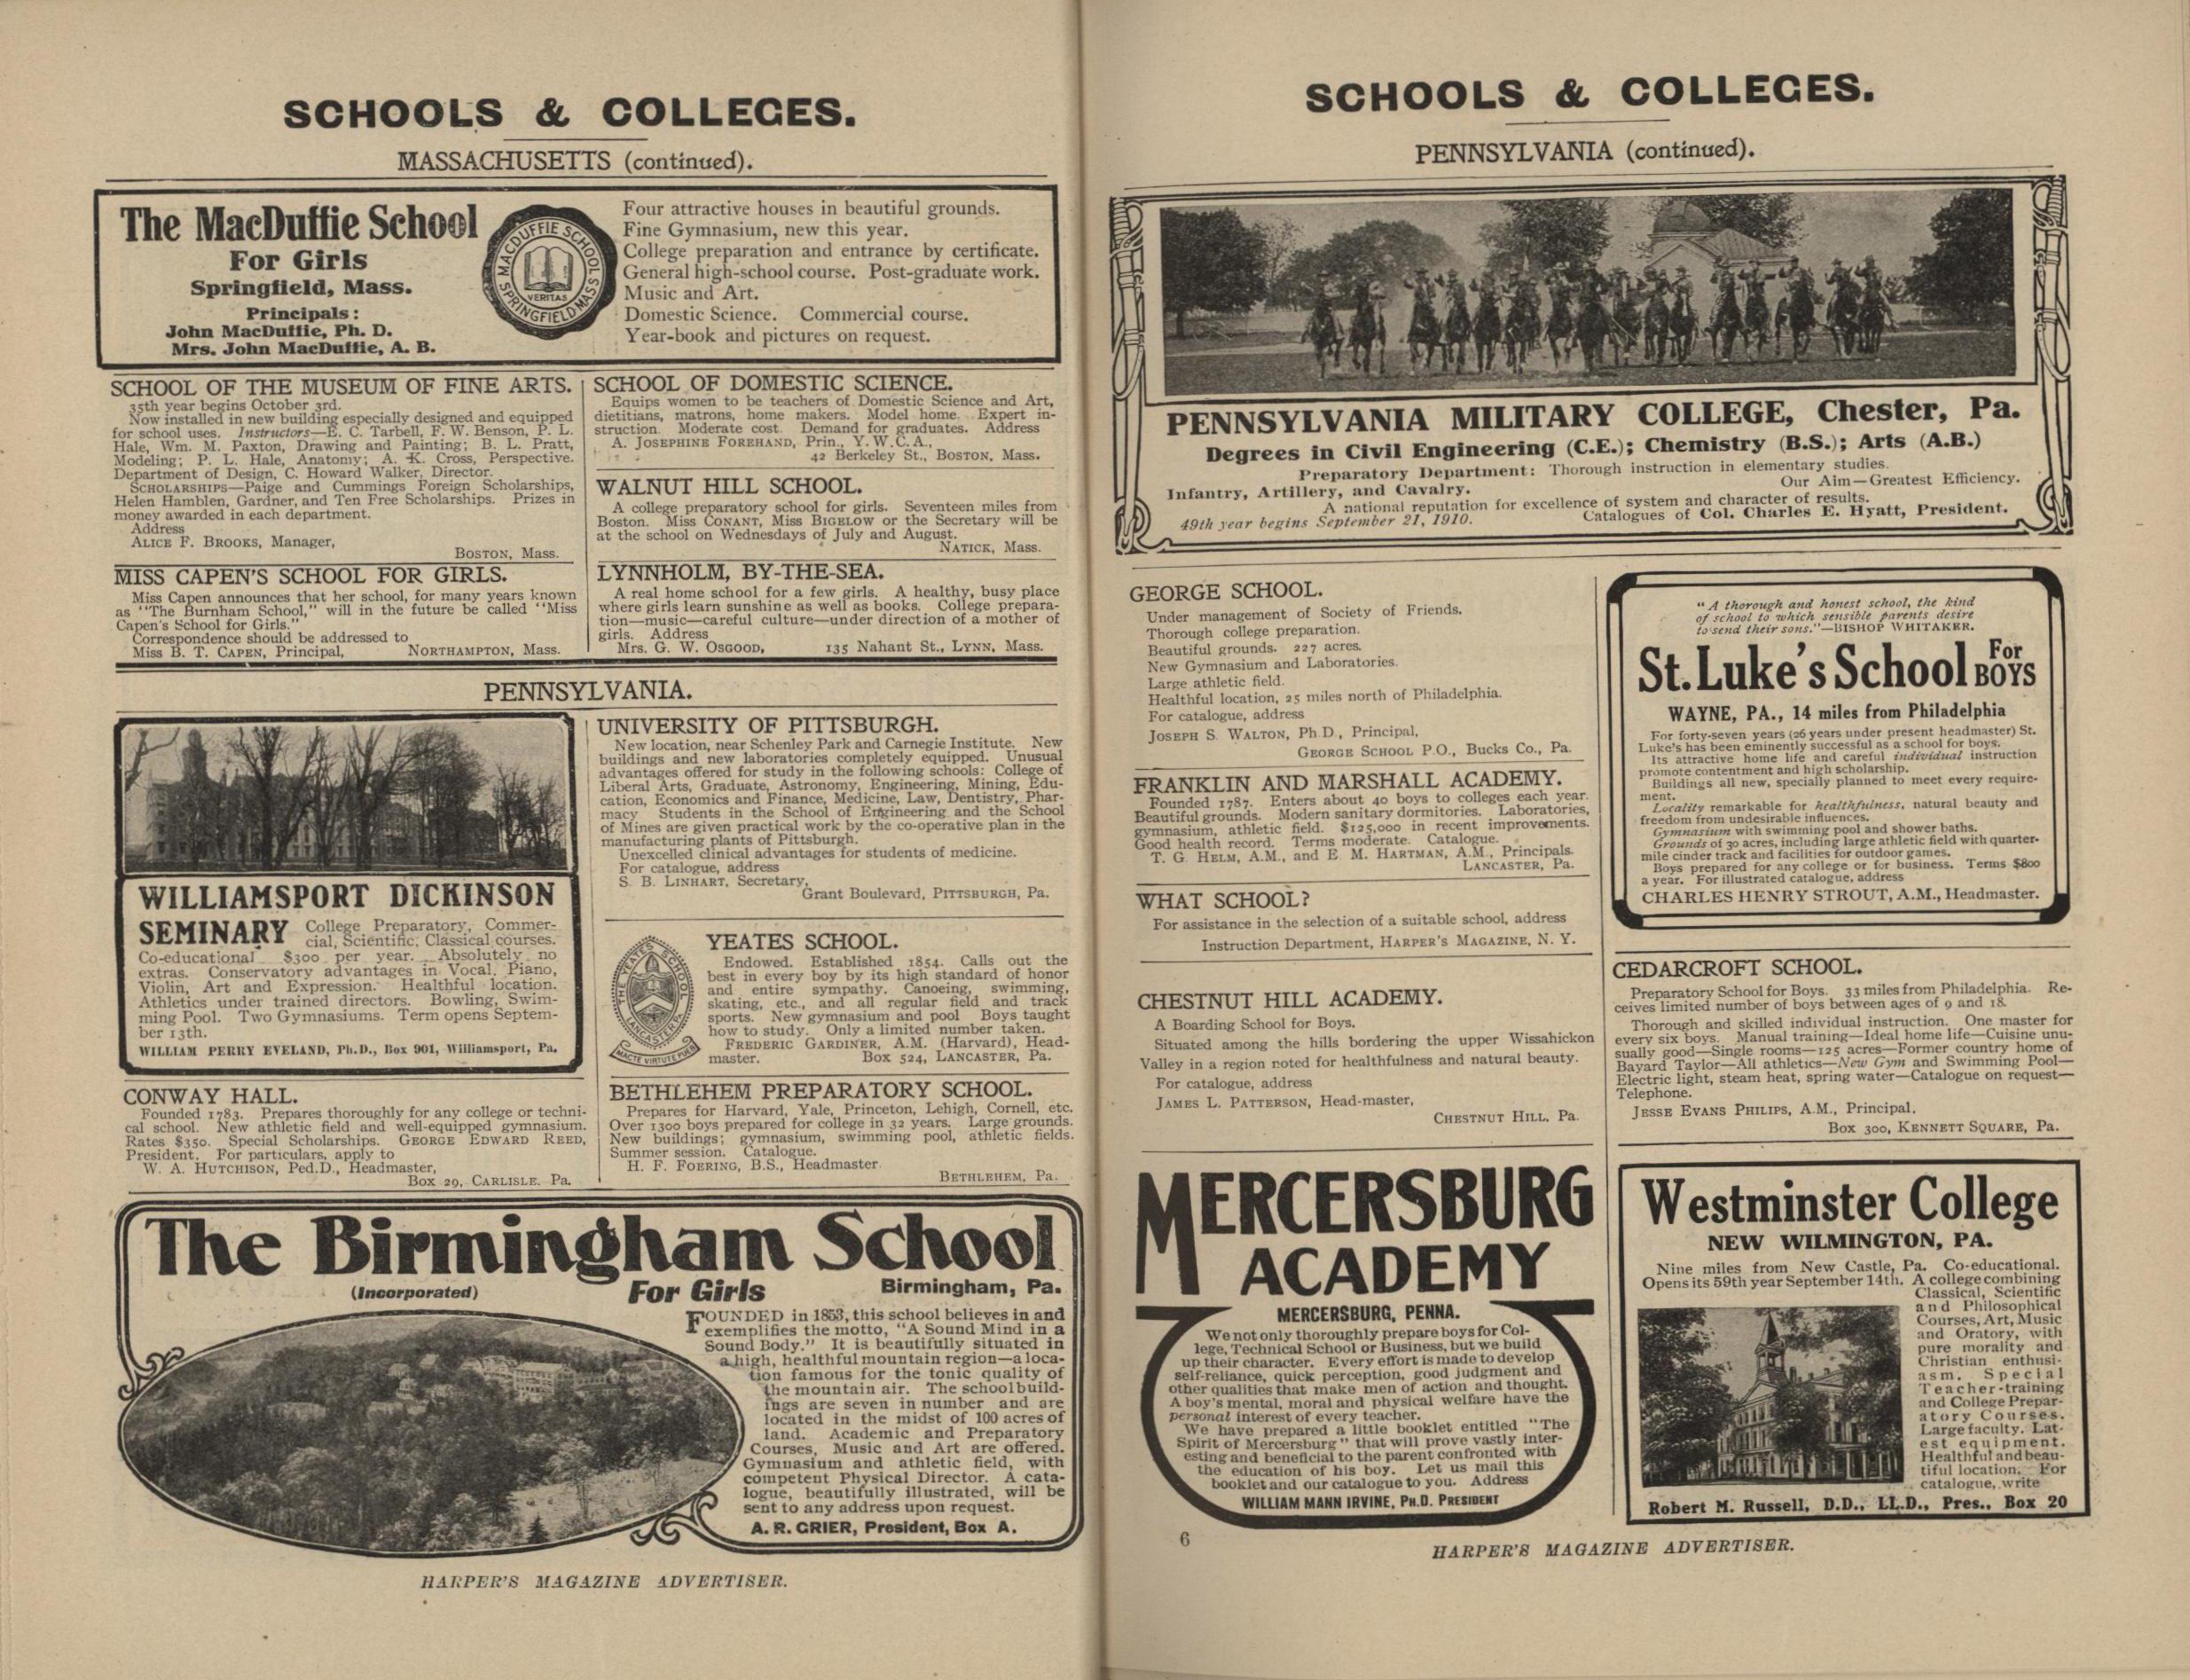 SCHOOLS & COLLEGES.
MASSACHUSETTS (continued).
The MacDuffie School
For Girls
Springfield, Mass.
Principals:
John MacDuffie, Ph. D.
Mrs. John MacDuffie, A. B.
MACDUFFIE SCHOOL
VERITAS
SPRINGFIELD MASS
Four attractive houses in beautiful grounds.
Fine Gymnasium, new this year.
College preparation and entrance by certificate.
General high-school course. Post-graduate work.
Music and Art.
Domestic Science. Commercial course.
Year-book and pictures on request.
SCHOOL OF THE MUSEUM OF FINE ARTS.
35th year begins October 3rd.
Now installed in new building especially designed and equipped
for school uses. Instructors—E. C. Tarbell, F. W. Benson, P. L.
Hale, Wm. M. Paxton, Drawing and Painting; B. L. Pratt,
Modeling; P. L. Hale, Anatomy; A. K. Cross, Perspective.
Department of Design, C. Howard Walker, Director.
SCHOLARSHIPS—Paige and Cummings Foreign Scholarships,
Helen Hamblen, Gardner, and Ten Free Scholarships. Prizes in
money awarded in each department.
Address
ALICE F. BROOKS, Manager,
BOSTON, Mass.
MISS CAPEN'S SCHOOL FOR GIRLS.
Miss Capen announces that her school, for many years known
as "The Burnham School," will in the future be called "Miss
Capen's School for Girls."
Correspondence should be addressed to
Miss B. T. CAPEN, Principal, NORTHAMPTON, Mass.
SCHOOL OF DOMESTIC SCIENCE.
Equips women to be teachers of Domestic Science and Art,
dietitians, matrons, home makers. Model home. Expert in-
struction. Moderate cost. Demand for graduates. Address
A. JOSEPHINE FOREHAND, Prin., Y. W. C. A.,
42 Berkeley St., BOSTON, Mass.
WALNUT HILL SCHOOL.
A college preparatory school for girls. Seventeen miles from
Boston. Miss CONANT, Miss BIGELOW or the Secretary will be
at the school on Wednesdays of July and August.
NATICK, Mass.
LYNNHOLM, BY-THE-SEA.
A real home school for a few girls. A healthy, busy place
where girls learn sunshine as well as books. College prepara-
tion—music—careful culture—under direction of a mother of
girls. Address
Mrs. G. W. OSGOOD, 135 Nahant St., LYNN, Mass.
PENNSYLVANIA.
WILLIAMSPORT DICKINSON
SEMINARY College Preparatory, Commer-
cial, Scientific, Classical courses.
Co-educational $300 per year. Absolutely no
extras. Conservatory advantages in Vocal, Piano,
Violin, Art and Expression. Healthful location.
Athletics under trained directors. Bowling, Swim-
ming Pool. Two Gymnasiums. Term opens Septem-
ber 13th.
WILLIAM PERRY EVELAND, Ph.D., Box 901, Williamsport, Pa.
CONWAY HALL.
Founded 1783. Prepares thoroughly for any college or techni-
cal school. New athletic field and well-equipped gymnasium.
Rates $350. Special Scholarships. GEORGE EDWARD REED,
President. For particulars, apply to
W. A. HUTCHISON, Ped.D., Headmaster,
Box 29, CARLISLE. Pa.
UNIVERSITY OF PITTSBURGH.
New location, near Schenley Park and Carnegie Institute. New
buildings and new laboratories completely equipped. Unusual
advantages offered for study in the following schools: College of
Liberal Arts, Graduate, Astronomy, Engineering, Mining, Edu-
cation, Economics and Finance, Medicine, Law, Dentistry, Phar-
macy Students in the School of Engineering and the School
of Mines are given practical work by the co-operative plan in the
manufacturing plants of Pittsburgh.
Unexcelled clinical advantages for students of medicine.
For catalogue, address
S. B. LINHART, Secretary,
Grant Boulevard, PITTSBURGH, Pa.
THE YEATES SCHOOL
LANCASTER PA
MACTE VIRTUTE PUER
YEATES SCHOOL.
Endowed. Established 1854. Calls out the
best in every boy by its high standard of honor
and entire sympathy. Canoeing, swimming,
skating, etc., and all regular field and track
sports. New gymnasium and pool Boys taught
how to study. Only a limited number taken.
FREDERIC GARDINER, A.M. (Harvard), Head-
master. Box 524, LANCASTER, Pa.
BETHLEHEM PREPARATORY SCHOOL.
Prepares for Harvard, Yale, Princeton, Lehigh, Cornell, etc.
Over 1300 boys prepared for college in 32 years. Large grounds.
New buildings; gymnasium, swimming pool, athletic fields.
Summer session. Catalogue.
H. F. FOERING, B.S., Headmaster.
BETHLEHEM, Pa.
The Birmingham School
(Incorporated) For Girls Birmingham, Pa.
FOUNDED in 1853, this school believes in and
exemplifies the motto, "A Sound Mind in a
Sound Body." It is beautifully situated in
a high, healthful mountain region—a loca-
tion famous for the tonic quality of
the mountain air. The school build-
ings are seven in number and are
located in the midst of 100 acres of
land. Academic and Preparatory
Courses, Music and Art are offered.
Gymnasium and athletic field, with
competent Physical Director. A cata-
logue, beautifully illustrated, will be
sent to any address upon request.
A. R. GRIER, President, Box A.
HARPER'S MAGAZINE ADVERTISER.
SCHOOLS & COLLEGES.
PENNSYLVANIA (continued).
PENNSYLVANIA MILITARY COLLEGE, Chester, Pa.
Degrees in Civil Engineering (C.E.); Chemistry (B.S.); Arts (A.B.)
Preparatory Department: Thorough instruction in elementary studies.
Infantry, Artillery, and Cavalry. Our Aim—Greatest Efficiency.
A national reputation for excellence of system and character of results.
49th year begins September 21, 1910. Catalogues of Col. Charles E. Hyatt, President.
GEORGE SCHOOL.
Under management of Society of Friends.
Thorough college preparation.
Beautiful grounds. 227 acres.
New Gymnasium and Laboratories.
Large athletic field.
Healthful location, 25 miles north of Philadelphia.
For catalogue, address
JOSEPH S. WALTON, Ph.D., Principal,
GEORGE SCHOOL P.O., Bucks Co., Pa.
FRANKLIN AND MARSHALL ACADEMY.
Founded 1787. Enters about 40 boys to colleges each year.
Beautiful grounds. Modern sanitary dormitories. Laboratories,
gymnasium, athletic field. $125,000 in recent improvements.
Good health record. Terms moderate. Catalogue.
T. G. HELM, A.M., and E. M. HARTMAN, A.M., Principals.
LANCASTER, Pa.
WHAT SCHOOL?
For assistance in the selection of a suitable school, address
Instruction Department, HARPER'S MAGAZINE, N. Y.
CHESTNUT HILL ACADEMY.
A Boarding School for Boys.
Situated among the hills bordering the upper Wissahickon
Valley in a region noted for healthfulness and natural beauty.
For catalogue, address
JAMES L. PATTERSON, Head-master,
CHESTNUT HILL, Pa.
"A thorough and honest school, the kind
of school to which sensible parents desire
to send their sons."—BISHOP WHITAKER.
St. Luke's School For BOYS
WAYNE, PA., 14 miles from Philadelphia
For forty-seven years (26 years under present headmaster) St.
Luke's has been eminently successful as a school for boys.
Its attractive home life and careful individual instruction
promote contentment and high scholarship.
Buildings all new, specially planned to meet every require-
ment.
Locality remarkable for healthfulness, natural beauty and
freedom from undesirable influences.
Gymnasium with swimming pool and shower baths.
Grounds of 30 acres, including large athletic field with quarter-
mile cinder track and facilities for outdoor games.
Boys prepared for any college or for business. Terms $800
a year. For illustrated catalogue, address
CHARLES HENRY STROUT, A.M., Headmaster.
CEDARCROFT SCHOOL.
Preparatory School for Boys. 33 miles from Philadelphia. Re-
ceives limited number of boys between ages of 9 and 18.
Thorough and skilled individual instruction. One master for
every six boys. Manual training—Ideal home life—Cuisine unu-
sually good—Single rooms—125 acres—Former country home of
Bayard Taylor—All athletics—New Gym and Swimming Pool—
Electric light, steam heat, spring water—Catalogue on request—
Telephone.
JESSE EVANS PHILIPS, A.M., Principal.
Box 300, KENNETT SQUARE, Pa.
MERCERSBURG
ACADEMY
MERCERSBURG, PENNA.
We not only thoroughly prepare boys for Col-
lege, Technical School or Business, but we build
up their character. Every effort is made to develop
self-reliance, quick perception, good judgment and
other qualities that make men of action and thought.
A boy's mental, moral and physical welfare have the
personal interest of every teacher.
We have prepared a little booklet entitled "The
Spirit of Mercersburg" that will prove vastly inter-
esting and beneficial to the parent confronted with
the education of his boy. Let us mail this
booklet and our catalogue to you. Address
WILLIAM MANN IRVINE, PH.D. PRESIDENT
Westminster College
NEW WILMINGTON, PA.
Nine miles from New Castle, Pa. Co-educational.
Opens its 59th year September 14th. A college combining
Classical, Scientific
and Philosophical
Courses, Art, Music
and Oratory, with
pure morality and
Christian enthusi-
asm. Special
Teacher-training
and College Prepar-
atory Courses.
Large faculty. Lat-
est equipment.
Healthful and beau-
tiful location. For
catalogue, write
Robert M. Russell, D.D., LL.D., Pres., Box 20
6
HARPER'S MAGAZINE ADVERTISER.